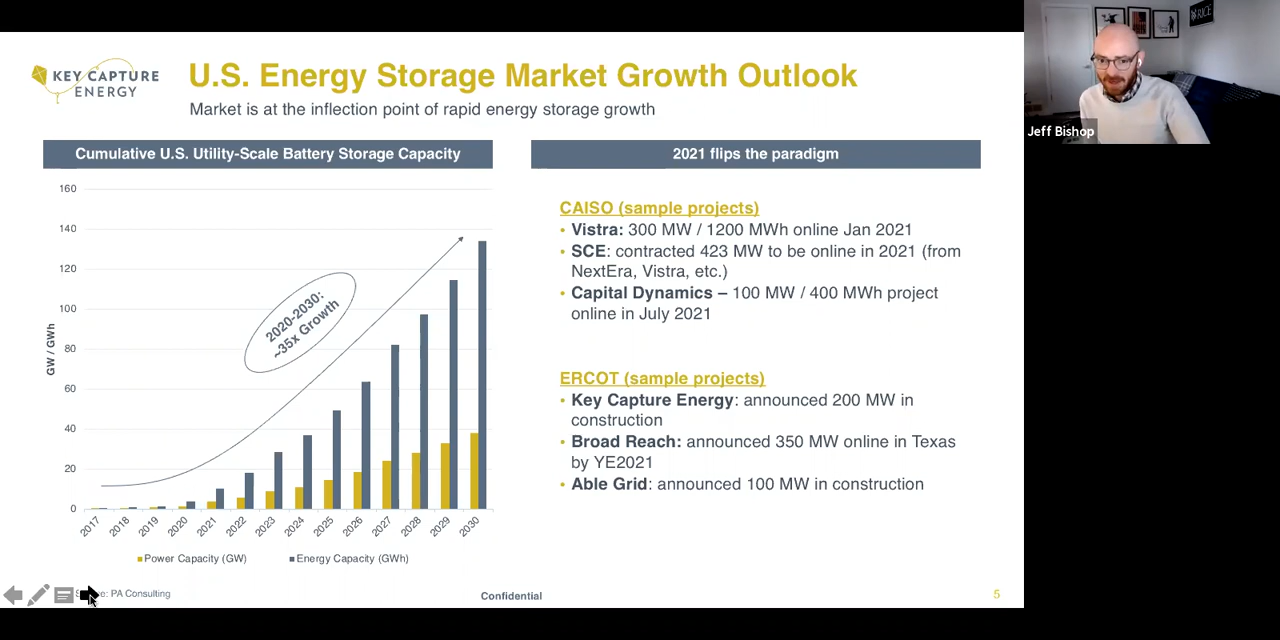 KEY CAPTURE
ENERGY
U.S. Energy Storage Market Growth Outlook
Market is at the inflection point of rapid energy storage growth
Cumulative U.S. Utility-Scale Battery Storage Capacity
160
140
120
100
80
60
40
20
0
GW / GWh
2020-2030:
~35x Growth
2017
2018
2019
2020
2021
2022
2023
2024
2025
2026
2027
2028
2029
2030
Power Capacity (GW)
Energy Capacity (GWh)
2021 flips the paradigm
CAISO (sample projects)
• Vistra: 300 MW / 1200 MWh online Jan 2021
• SCE: contracted 423 MW to be online in 2021 (from
NextEra, Vistra, etc.)
• Capital Dynamics – 100 MW / 400 MWh project
online in July 2021
ERCOT (sample projects)
• Key Capture Energy: announced 200 MW in
construction
• Broad Reach: announced 350 MW online in Texas
by YE2021
• Able Grid: announced 100 MW in construction
PA Consulting
Confidential
5
RICE
Jeff Bishop